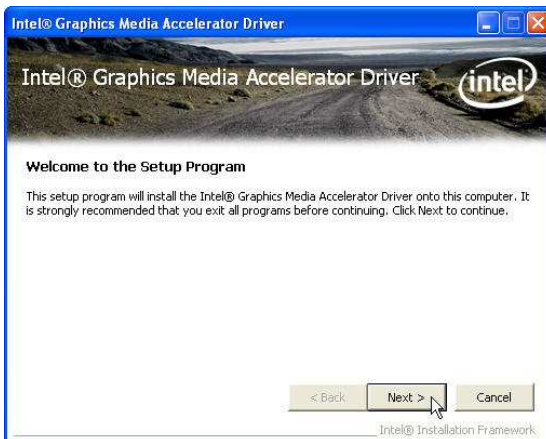 Intel® Graphics Media Accelerator Driver
Intel® Graphics Media Accelerator Driver
intel
Welcome to the Setup Program
This setup program will install the Intel® Graphics Media Accelerator Driver onto this computer. It
is strongly recommended that you exit all programs before continuing. Click Next to continue.
< Back Next > Cancel
Intel® Installation Framework